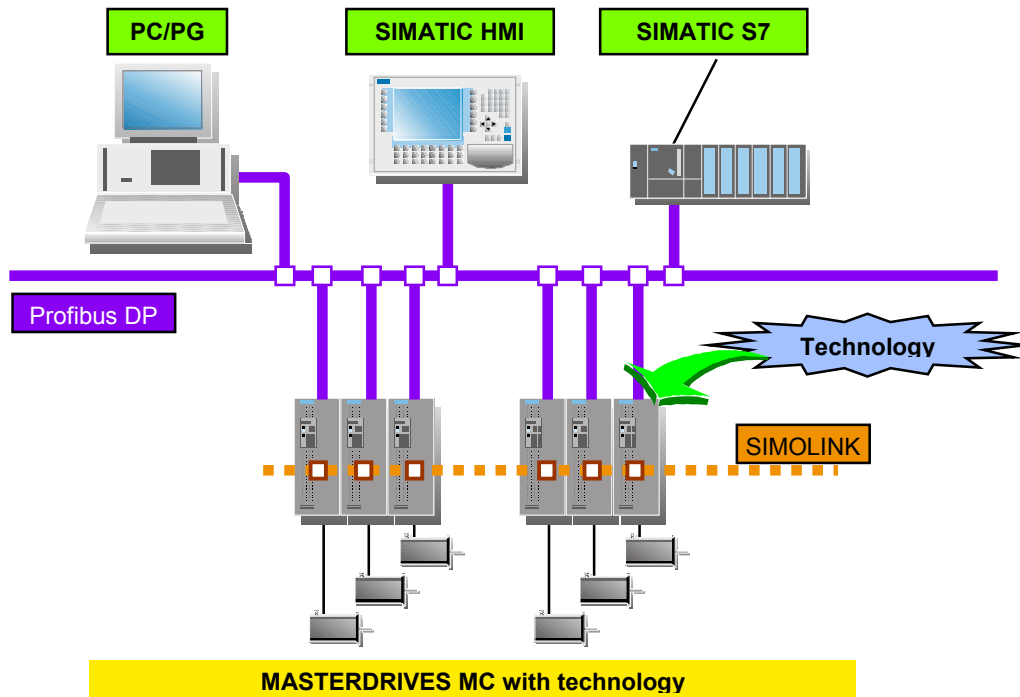 PC/PG
SIMATIC HMI
SIMATIC S7
Profibus DP
Technology
SIMOLINK
MASTERDRIVES MC with technology